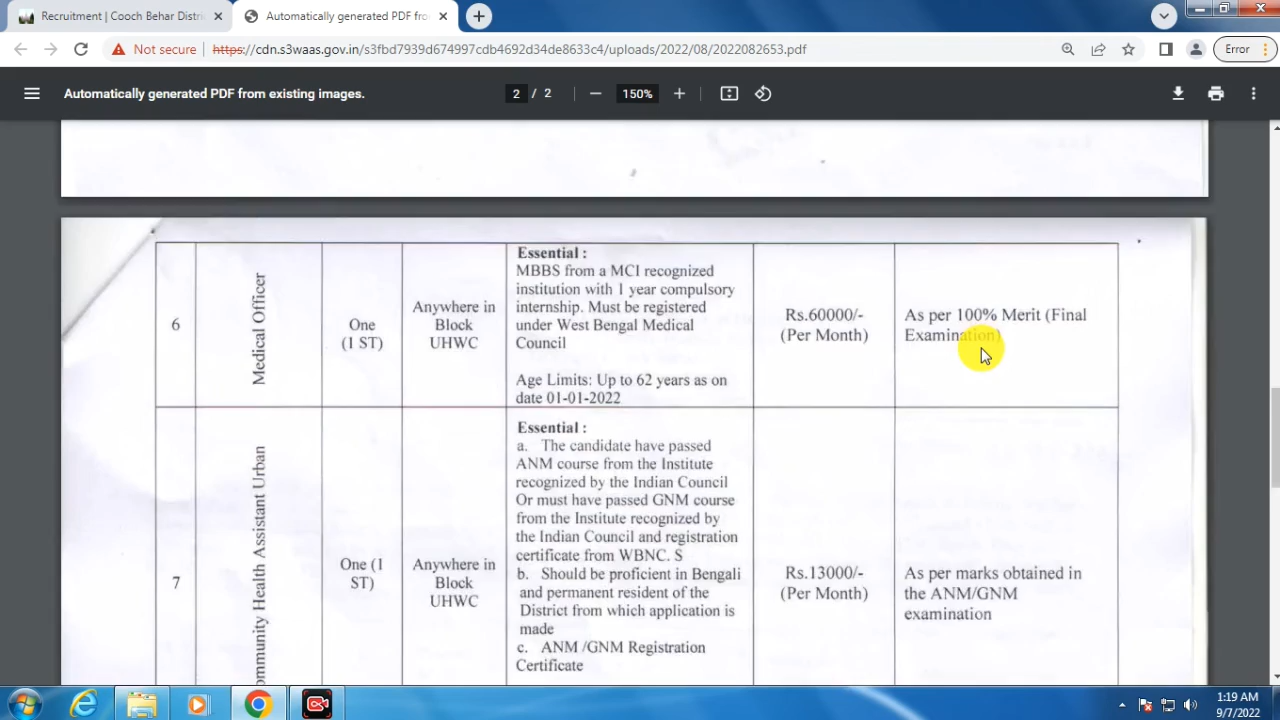 Recruitment | Cooch Behar Distri
Automatically generated PDF fro
Not secure
https://cdn.s3waas.gov.in/s3fbd7939d674997cdb4692d34de8633c4/uploads/2022/08/2022082653.pdf
Error
Automatically generated PDF from existing images.
2 / 2
150%
6
Medical Officer
One
(1 ST)
Anywhere in
Block
UHWC
Essential :
MBBS from a MCI recognized
institution with 1 year compulsory
internship. Must be registered
under West Bengal Medical
Council
Age Limits: Up to 62 years as on
date 01-01-2022
Rs.60000/-
(Per Month)
As per 100% Merit (Final
Examination)
7
ommunity Health Assistant Urban
One (1
ST)
Anywhere in
Block
UHWC
Essential :
a. The candidate have passed
ANM course from the Institute
recognized by the Indian Council
Or must have passed GNM course
from the Institute recognized by
the Indian Council and registration
certificate from WBNC. S
b. Should be proficient in Bengali
and permanent resident of the
District from which application is
made
c. ANM /GNM Registration
Certificate
Rs.13000/-
(Per Month)
As per marks obtained in
the ANM/GNM
examination
1:19 AM
9/7/2022